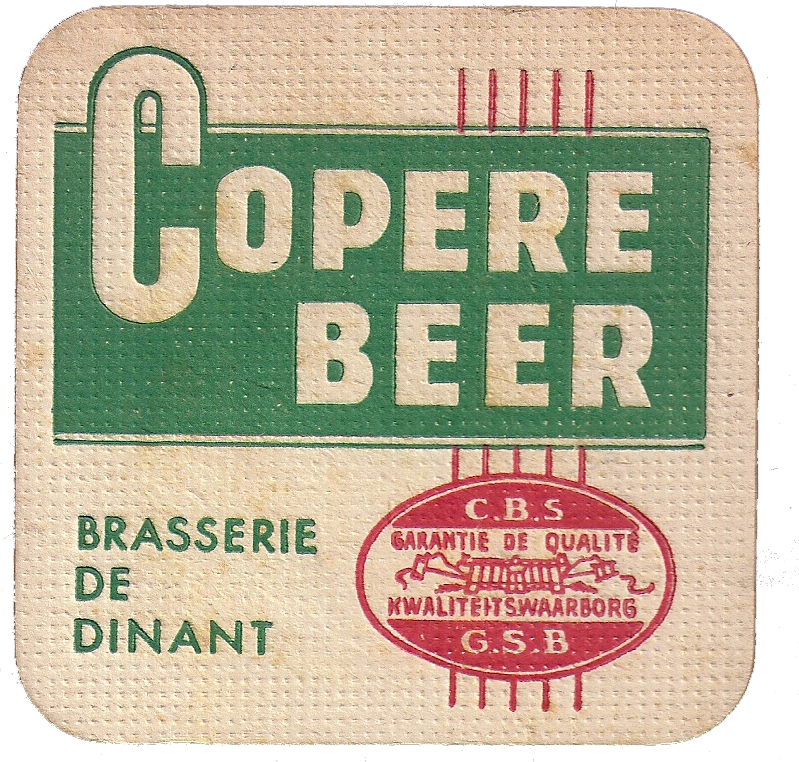 COPERE
BEER
BRASSERIE
DE
DINANT
C.B.S
GARANTIE DE QUALITÉ
KWALITEITSWAARBORG
G.S.B